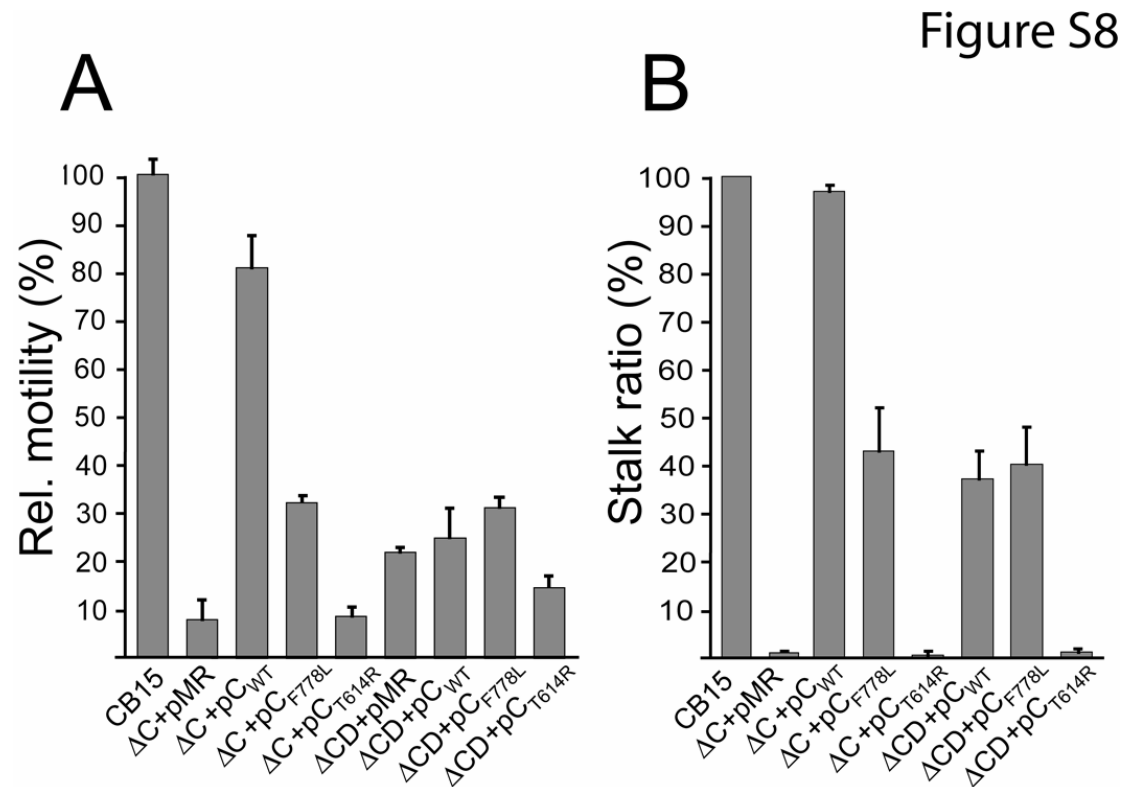 Figure S8
A
Rel. motility (%)
100
90
80
70
60
50
40
30
20
10
CB15
ΔC+pMR
ΔC +pCWT
ΔC +pCF778L
ΔC+pCT614R
ΔCD+pMR
ΔCD+pCWT
ΔCD+pCF778L
ΔCD+pCT614R
B
Stalk ratio (%)
100
90
80
70
60
50
40
30
20
10
CB15
ΔC+pMR
ΔC +pCWT
ΔC +pCF778L
ΔC+pCT614R
ΔCD+pCWT
ΔCD+pCF778L
ΔCD+pCT614R